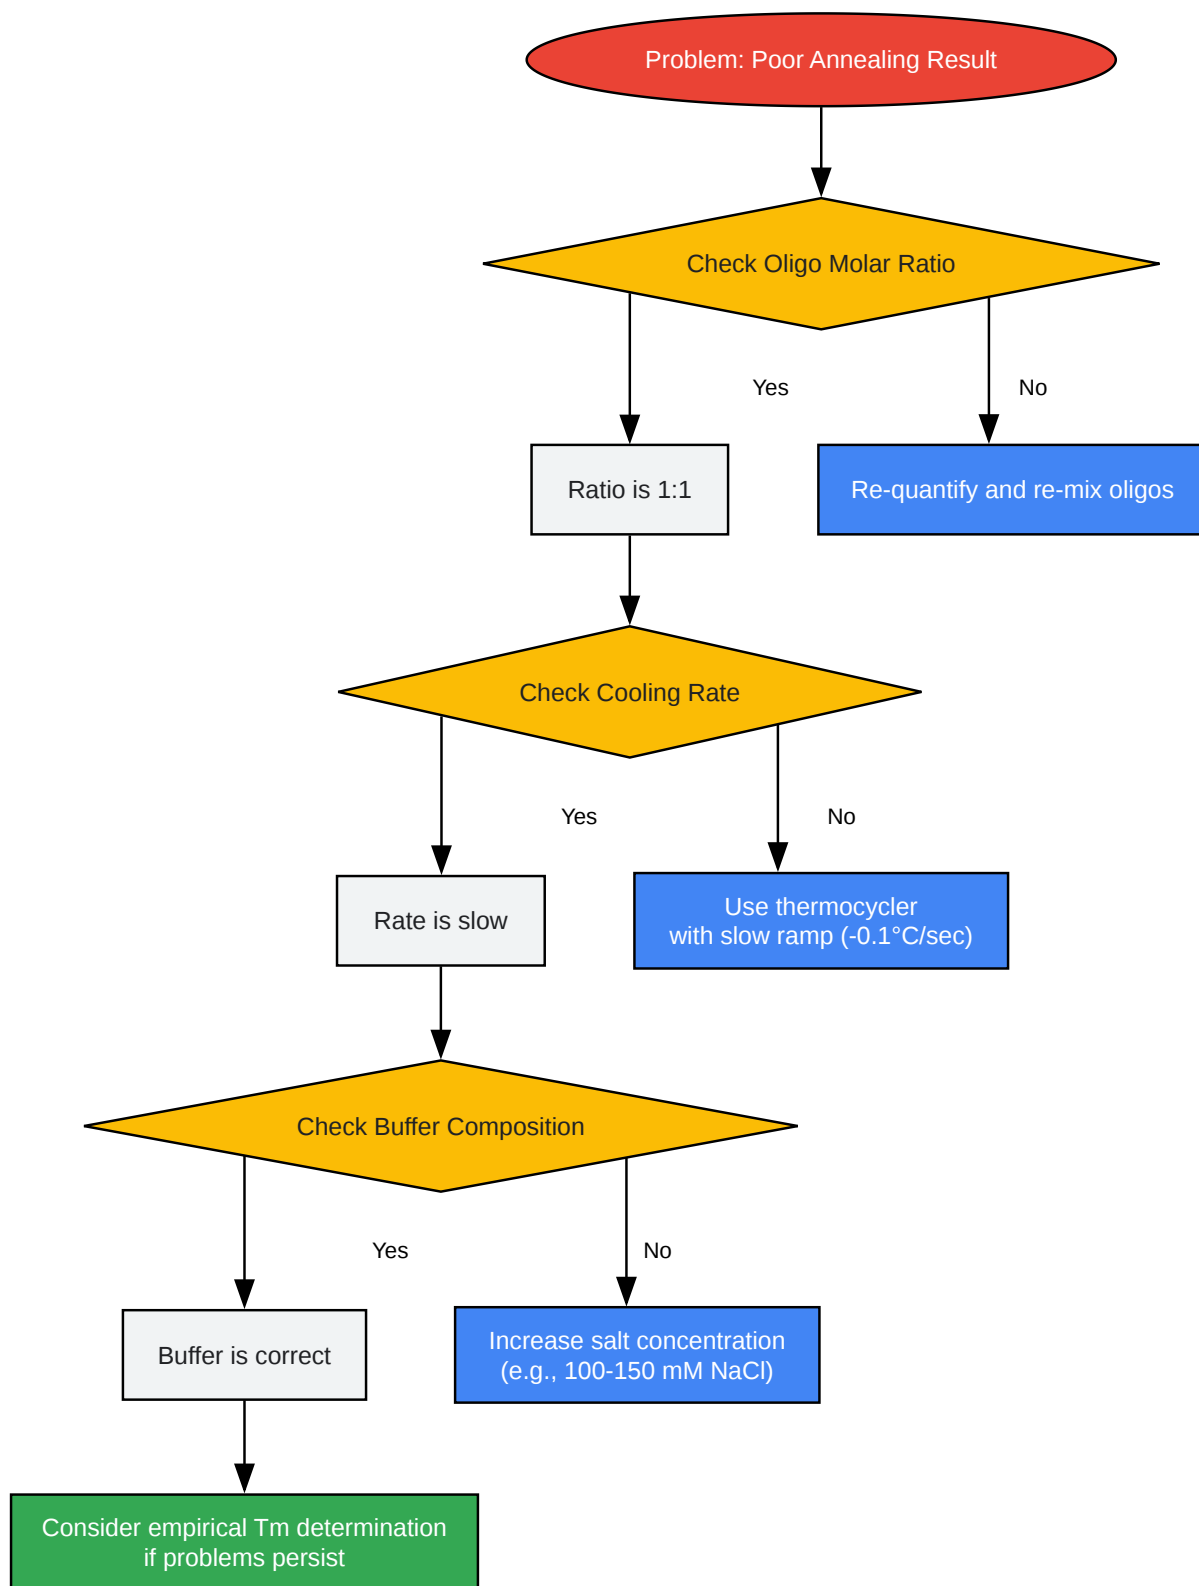 Problem: Poor Annealing Result
Check Oligo Molar Ratio
Yes
No
Ratio is 1:1
Re-quantify and re-mix oligos
Check Cooling Rate
Yes
No
Rate is slow
Use thermocycler
with slow ramp (-0.1°C/sec)
Check Buffer Composition
Yes
No
Buffer is correct
Increase salt concentration
(e.g., 100-150 mM NaCl)
Consider empirical Tm determination
if problems persist